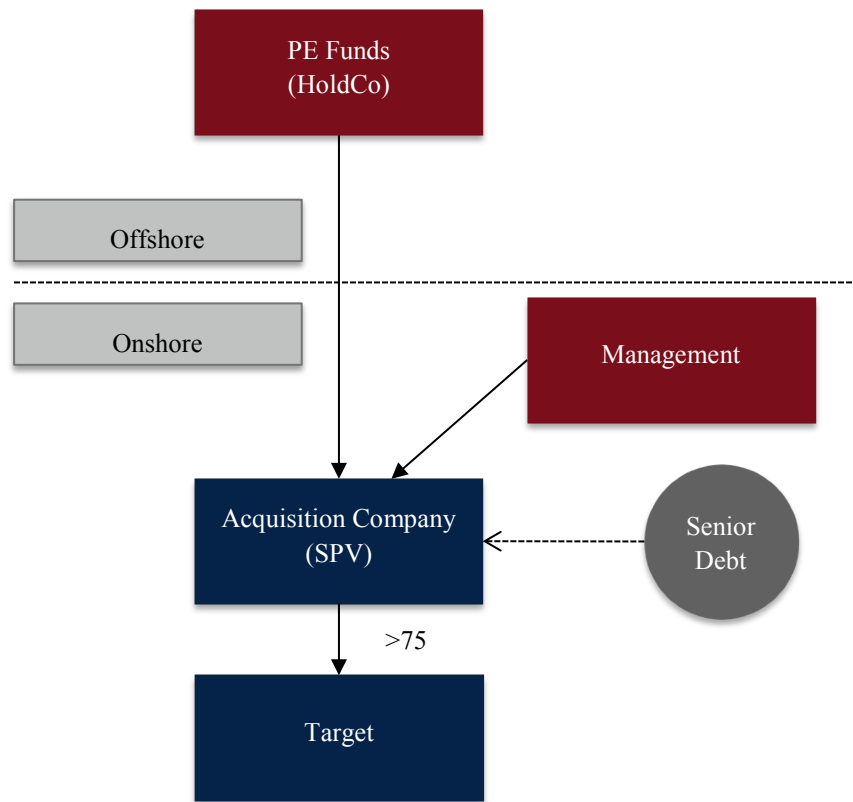 PE Funds
(HoldCo)
Offshore
Onshore
Management
Acquisition Company
(SPV)
Senior
Debt
>75
Target